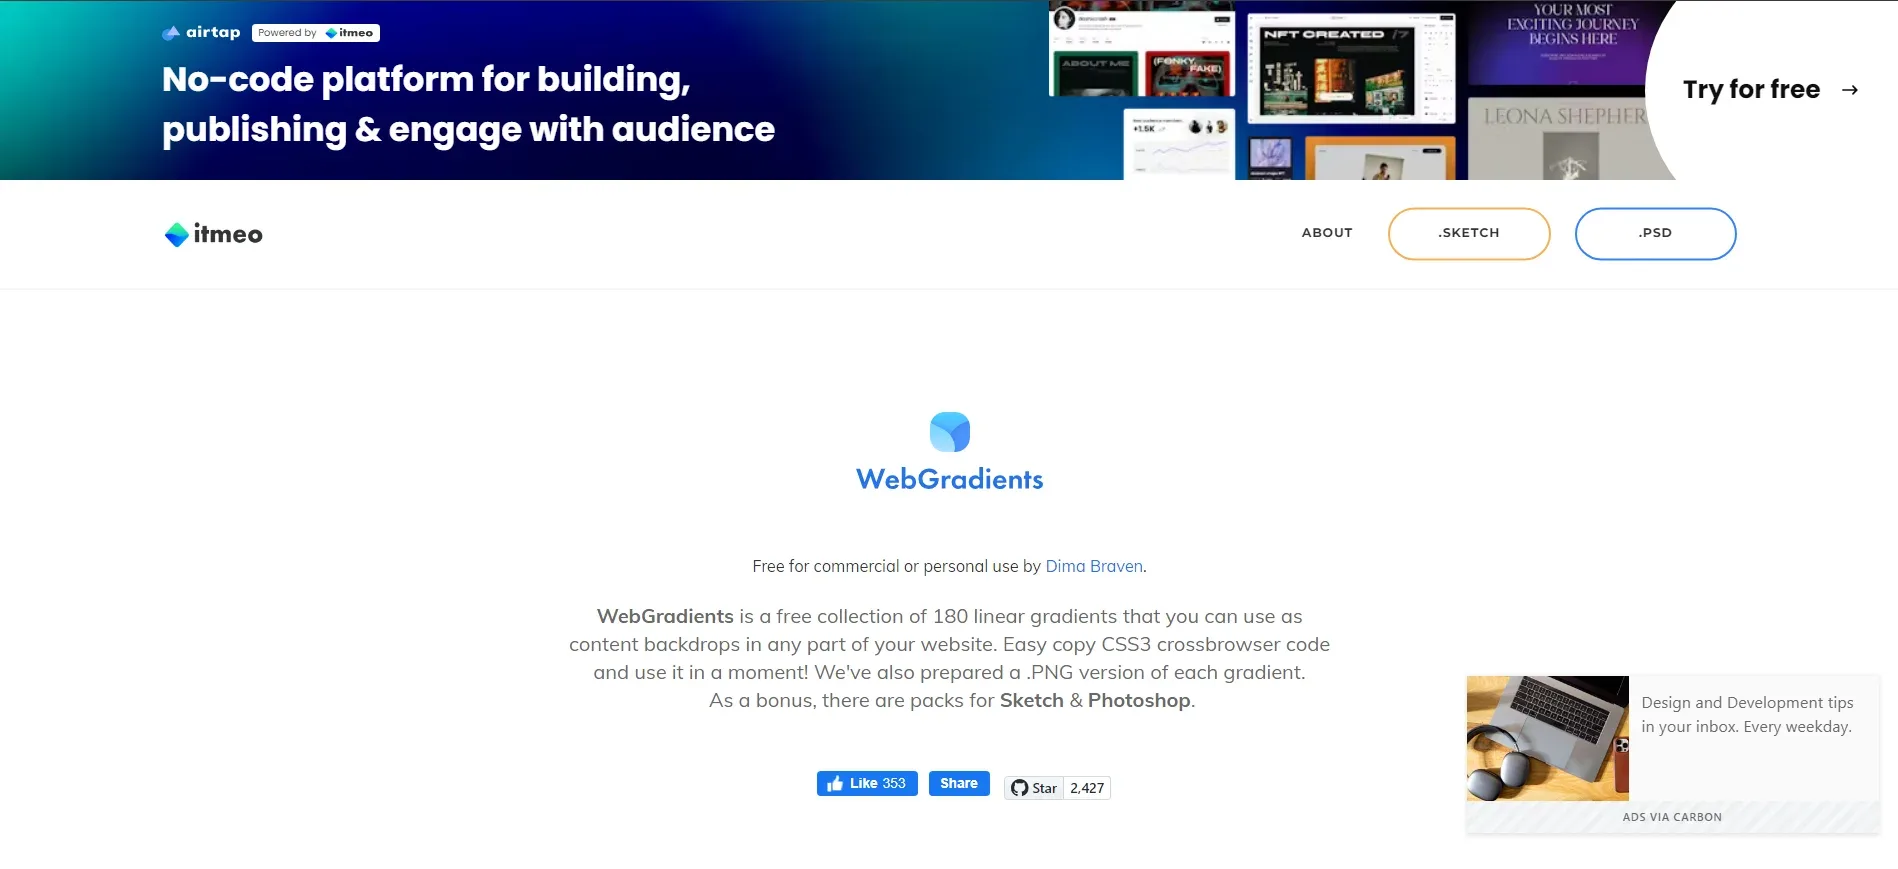 airtap
Powered by itmeo
No-code platform for building,
publishing & engage with audience
ABOUT ME
(FONKY,
FAKE)
+1.5K
NFT CREATED /7
YOUR MOST
EXCITING JOURNEY
BEGINS HERE
LEONA SHEPHER
Try for free →
itmeo
ABOUT
.SKETCH
.PSD
WebGradients
Free for commercial or personal use by Dima Braven.
WebGradients is a free collection of 180 linear gradients that you can use as
content backdrops in any part of your website. Easy copy CSS3 crossbrowser code
and use it in a moment! We've also prepared a .PNG version of each gradient.
As a bonus, there are packs for Sketch & Photoshop.
Like 353
Share
Star 2,427
Design and Development tips
in your inbox. Every weekday.
ADS VIA CARBON